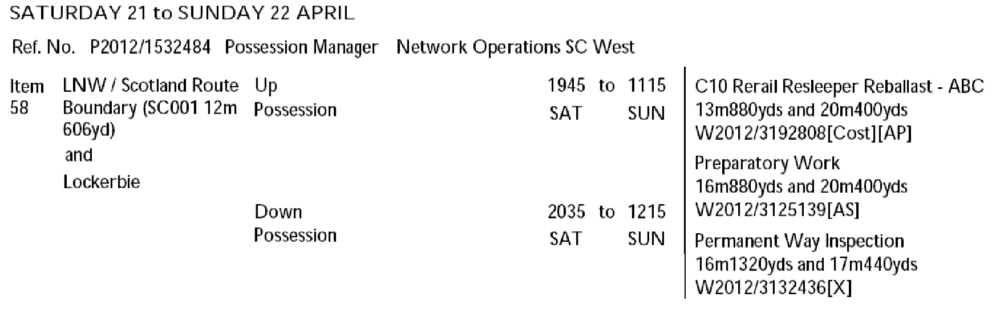 SATURDAY 21 to SUNDAY 22 APRIL
Ref. No. P2012/1532484 Possession Manager Network Operations SC West
Item 58
LNW / Scotland Route
Boundary (SC001 12m
606yd)
and
Lockerbie
Up
Possession
1945 to 1115
SAT SUN
Down
Possession
2035 to 1215
SAT SUN
C10 Rerail Resleeper Reballast - ABC
13m880yds and 20m400yds
W2012/3192808[Cost][AP]
Preparatory Work
16m880yds and 20m400yds
W2012/3125139[AS]
Permanent Way Inspection
16m1320yds and 17m440yds
W2012/3132436[X]